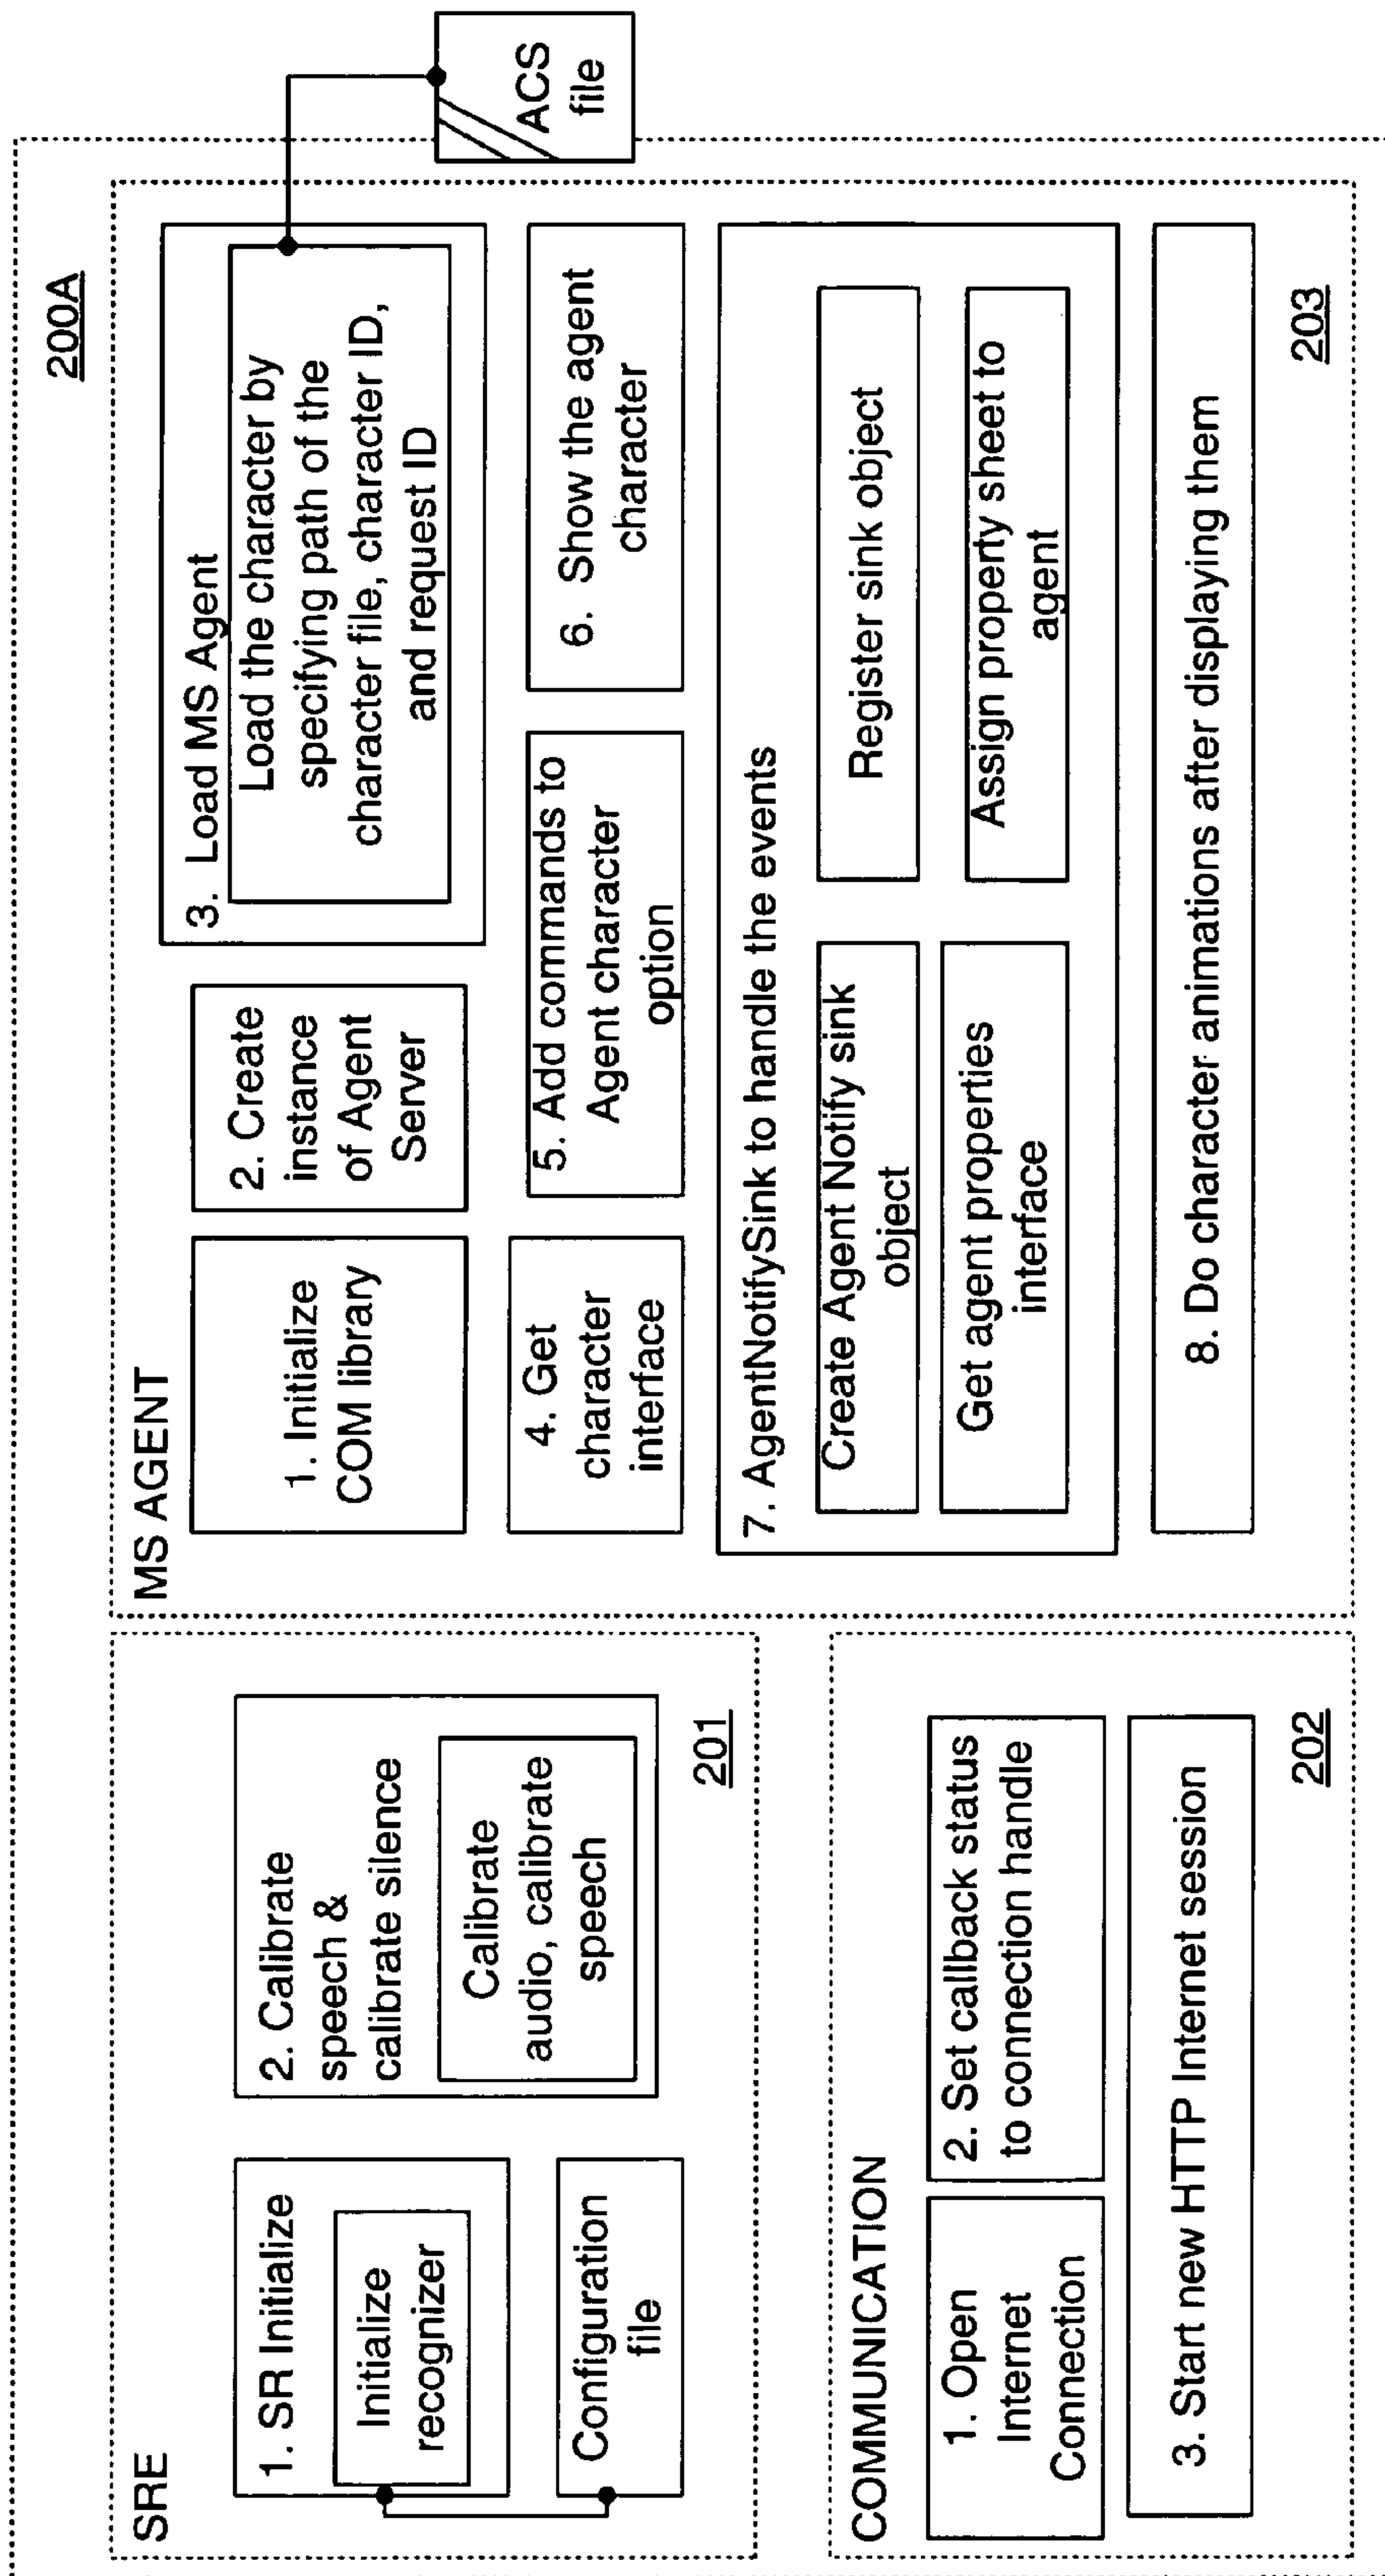 200A
SRE
1. SR Initialize
Initialize
recognizer
Configuration
file
2. Calibrate
speech &
calibrate silence
Calibrate
audio, calibrate
speech
201
COMMUNICATION
1. Open
Internet
Connection
2. Set callback status
to connection handle
3. Start new HTTP Internet session
202
MS AGENT
1. Initialize
COM library
2. Create
instance
of Agent
Server
3. Load MS Agent
Load the character by
specifying path of the
character file, character ID,
and request ID
ACS
file
4. Get
character
interface
5. Add commands to
Agent character
option
6. Show the agent
character
7. AgentNotifySink to handle the events
Create Agent Notify sink
object
Register sink object
Get agent properties
interface
Assign property sheet to
agent
8. Do character animations after displaying them
203